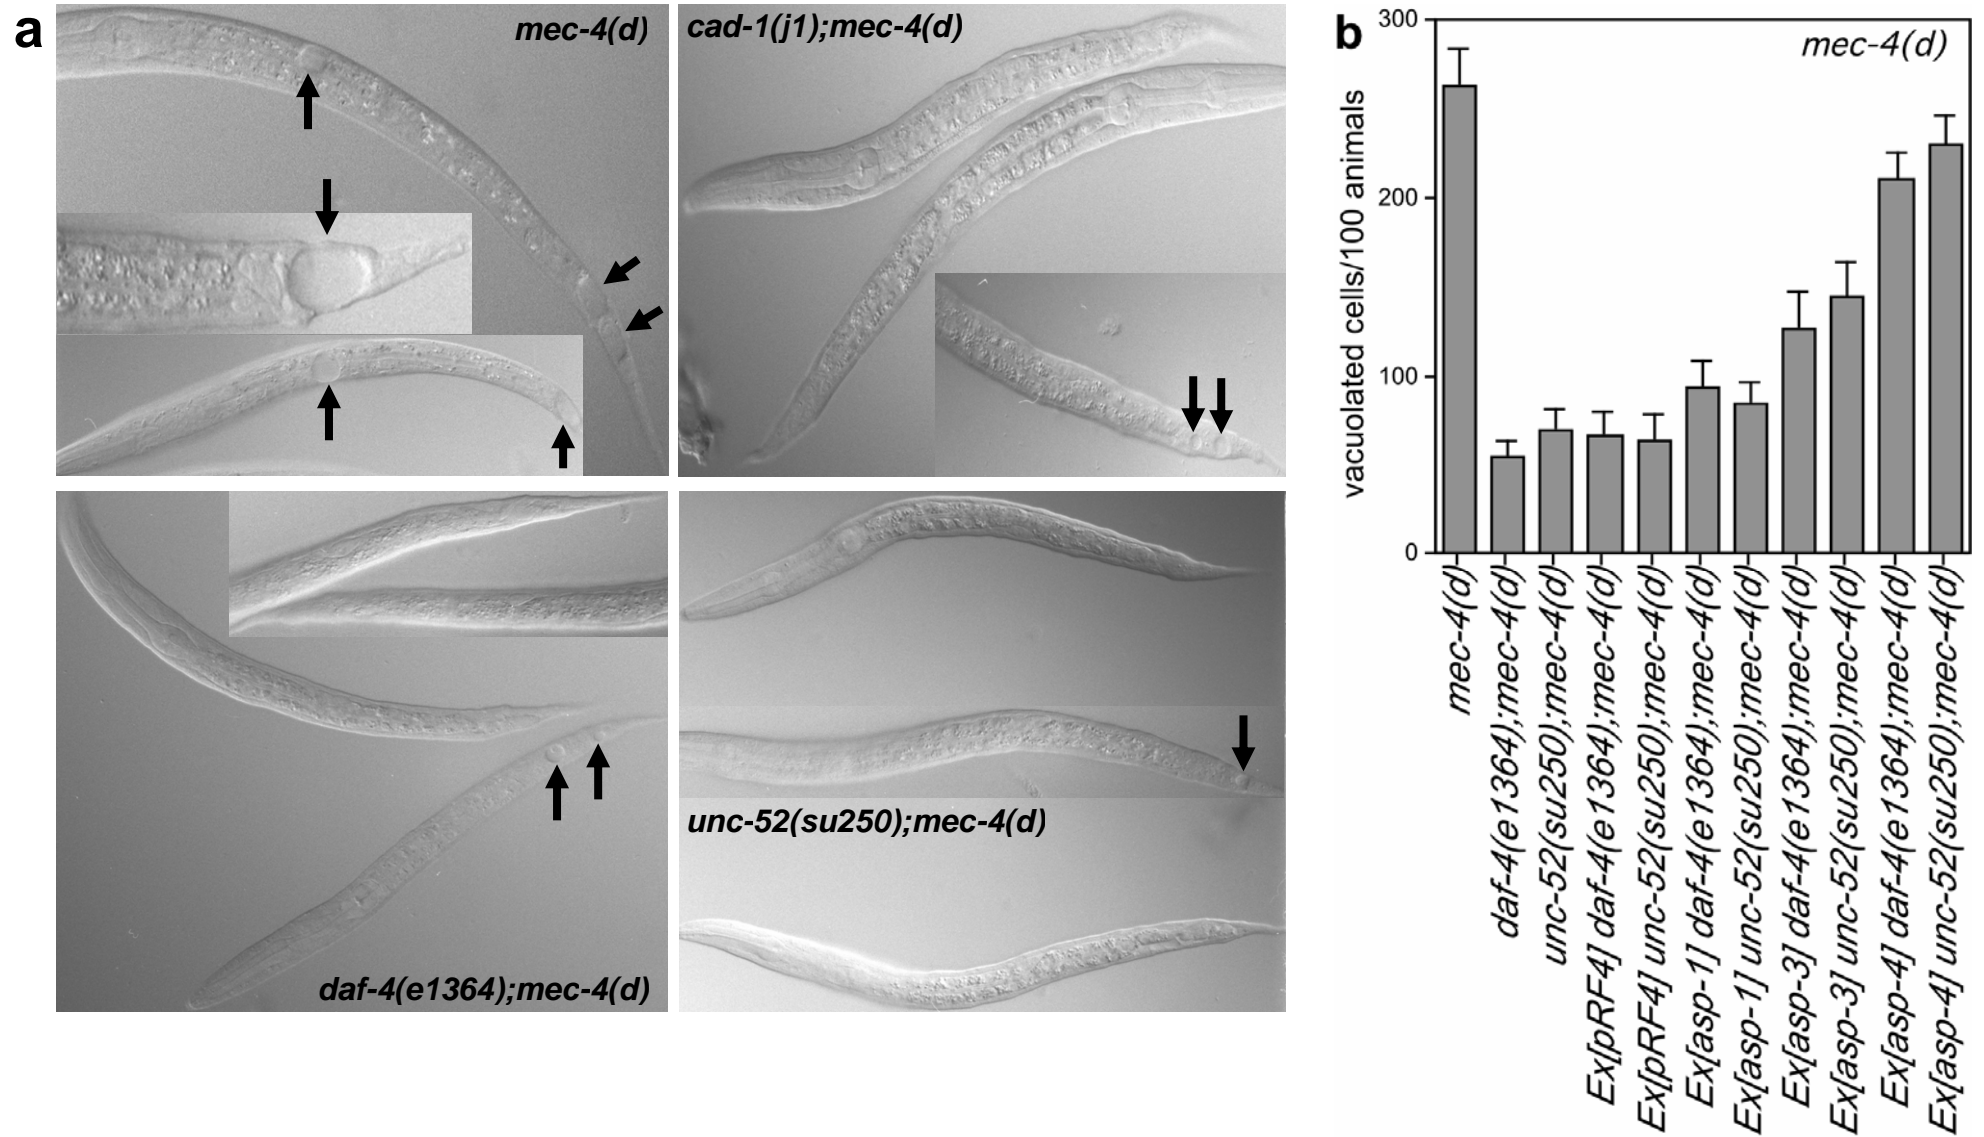 a
mec-4(d)
cad-1(j1);mec-4(d)
daf-4(e1364);mec-4(d)
unc-52(su250);mec-4(d)
b
mec-4(d)
vacuolated cells/100 animals
300
200
100
0
mec-4(d)
daf-4(e1364);mec-4(d)
unc-52(su250);mec-4(d)
Ex[pRF4] daf-4(e1364);mec-4(d)
Ex[pRF4] unc-52(su250);mec-4(d)
Ex[asp-1] daf-4(e1364);mec-4(d)
Ex[asp-1] unc-52(su250);mec-4(d)
Ex[asp-3] daf-4(e1364);mec-4(d)
Ex[asp-3] unc-52(su250);mec-4(d)
Ex[asp-4] daf-4(e1364);mec-4(d)
Ex[asp-4] unc-52(su250);mec-4(d)